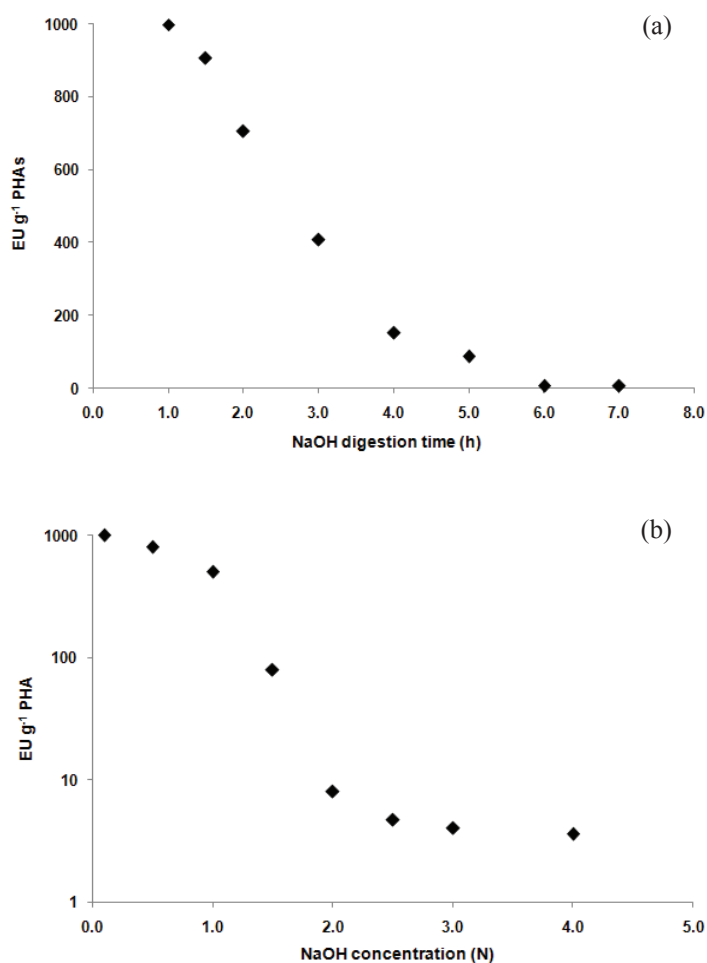 (a)
1000
800
600
400
200
0
EU g-1 PHAs
0.0 1.0 2.0 3.0 4.0 5.0 6.0 7.0 8.0
NaOH digestion time (h)
(b)
1000
100
10
1
EU g-1 PHA
0.0 1.0 2.0 3.0 4.0 5.0
NaOH concentration (N)